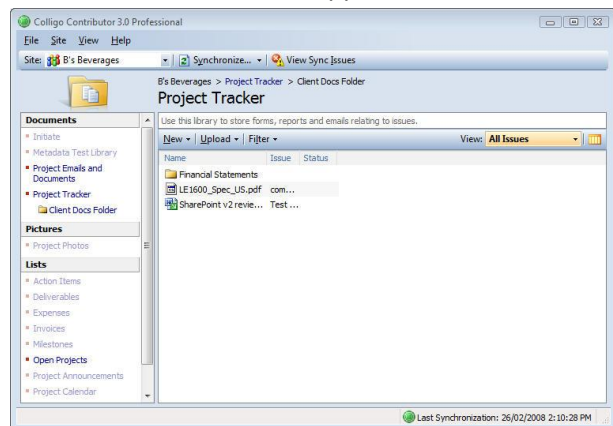 Colligo Contributor 3.0 Professional
File Site View Help
Site: B's Beverages Synchronize... View Sync Issues
B's Beverages > Project Tracker > Client Docs Folder
Project Tracker
Documents
Initiate
Metadata Test Library
Project Emails and
Documents
Project Tracker
Client Docs Folder
Pictures
Project Photos
Lists
Action Items
Deliverables
Expenses
Invoices
Milestones
Open Projects
Project Announcements
Project Calendar
Use this library to store forms, reports and emails relating to issues.
New Upload Filter View: All Issues
Name Issue Status
Financial Statements
LE1600_Spec_US.pdf com...
SharePoint v2 revie... Test ...
Last Synchronization: 26/02/2008 2:10:28 PM